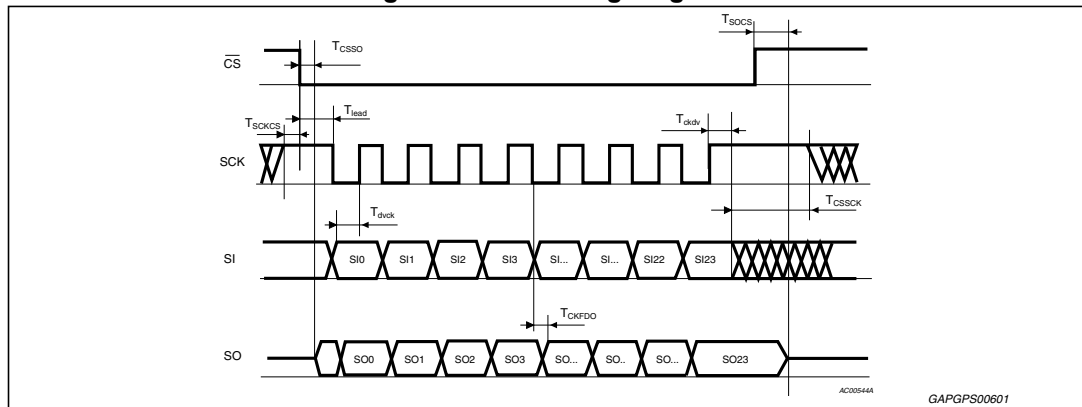 T_SOCS
T_CSSO
CS
T_lead
T_SCKCS
T_ckdv
SCK
T_CSSCK
T_dvck
SI
SI0 SI1 SI2 SI3 SI... SI... SI22 SI23
T_CKFDO
SO
SO0 SO1 SO2 SO3 SO... SO.. SO... SO23
AC00544A
GAPGPS00601